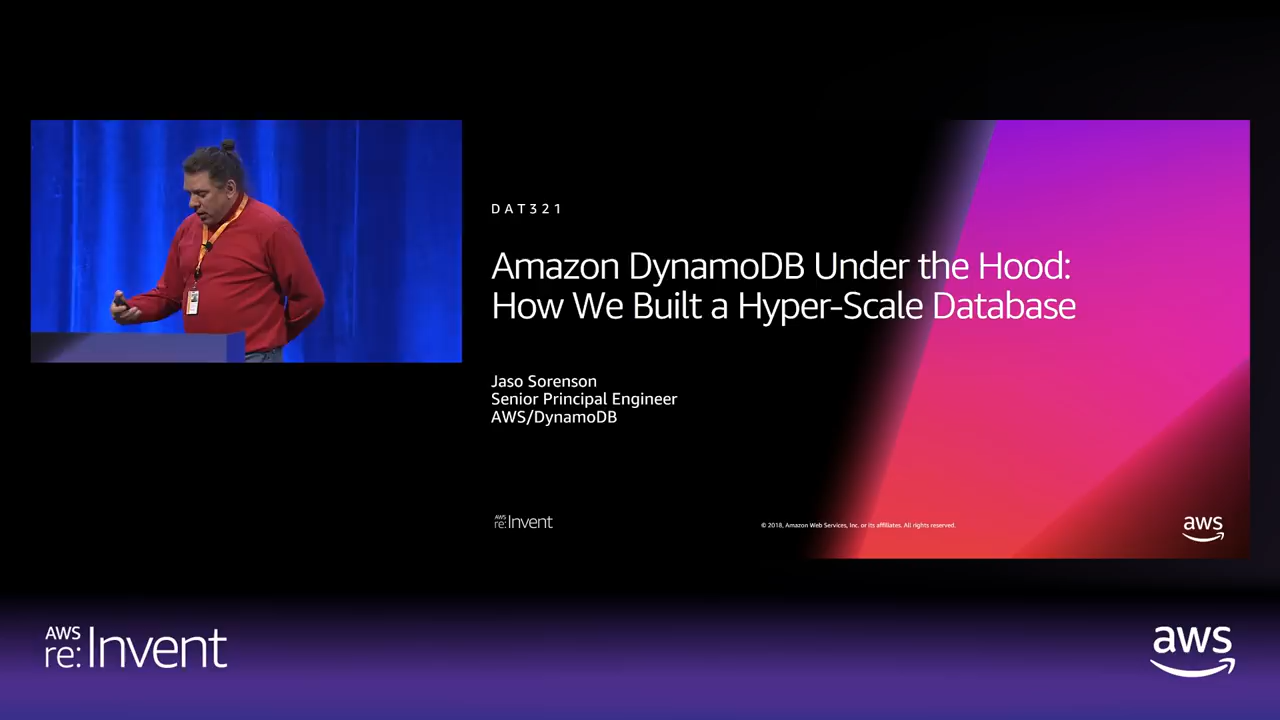 DAT321
Amazon DynamoDB Under the Hood:
How We Built a Hyper-Scale Database
Jaso Sorenson
Senior Principal Engineer
AWS/DynamoDB
AWS
re:Invent
© 2018, Amazon Web Services, Inc. or its affiliates. All rights reserved.
aws
AWS
re:Invent
aws